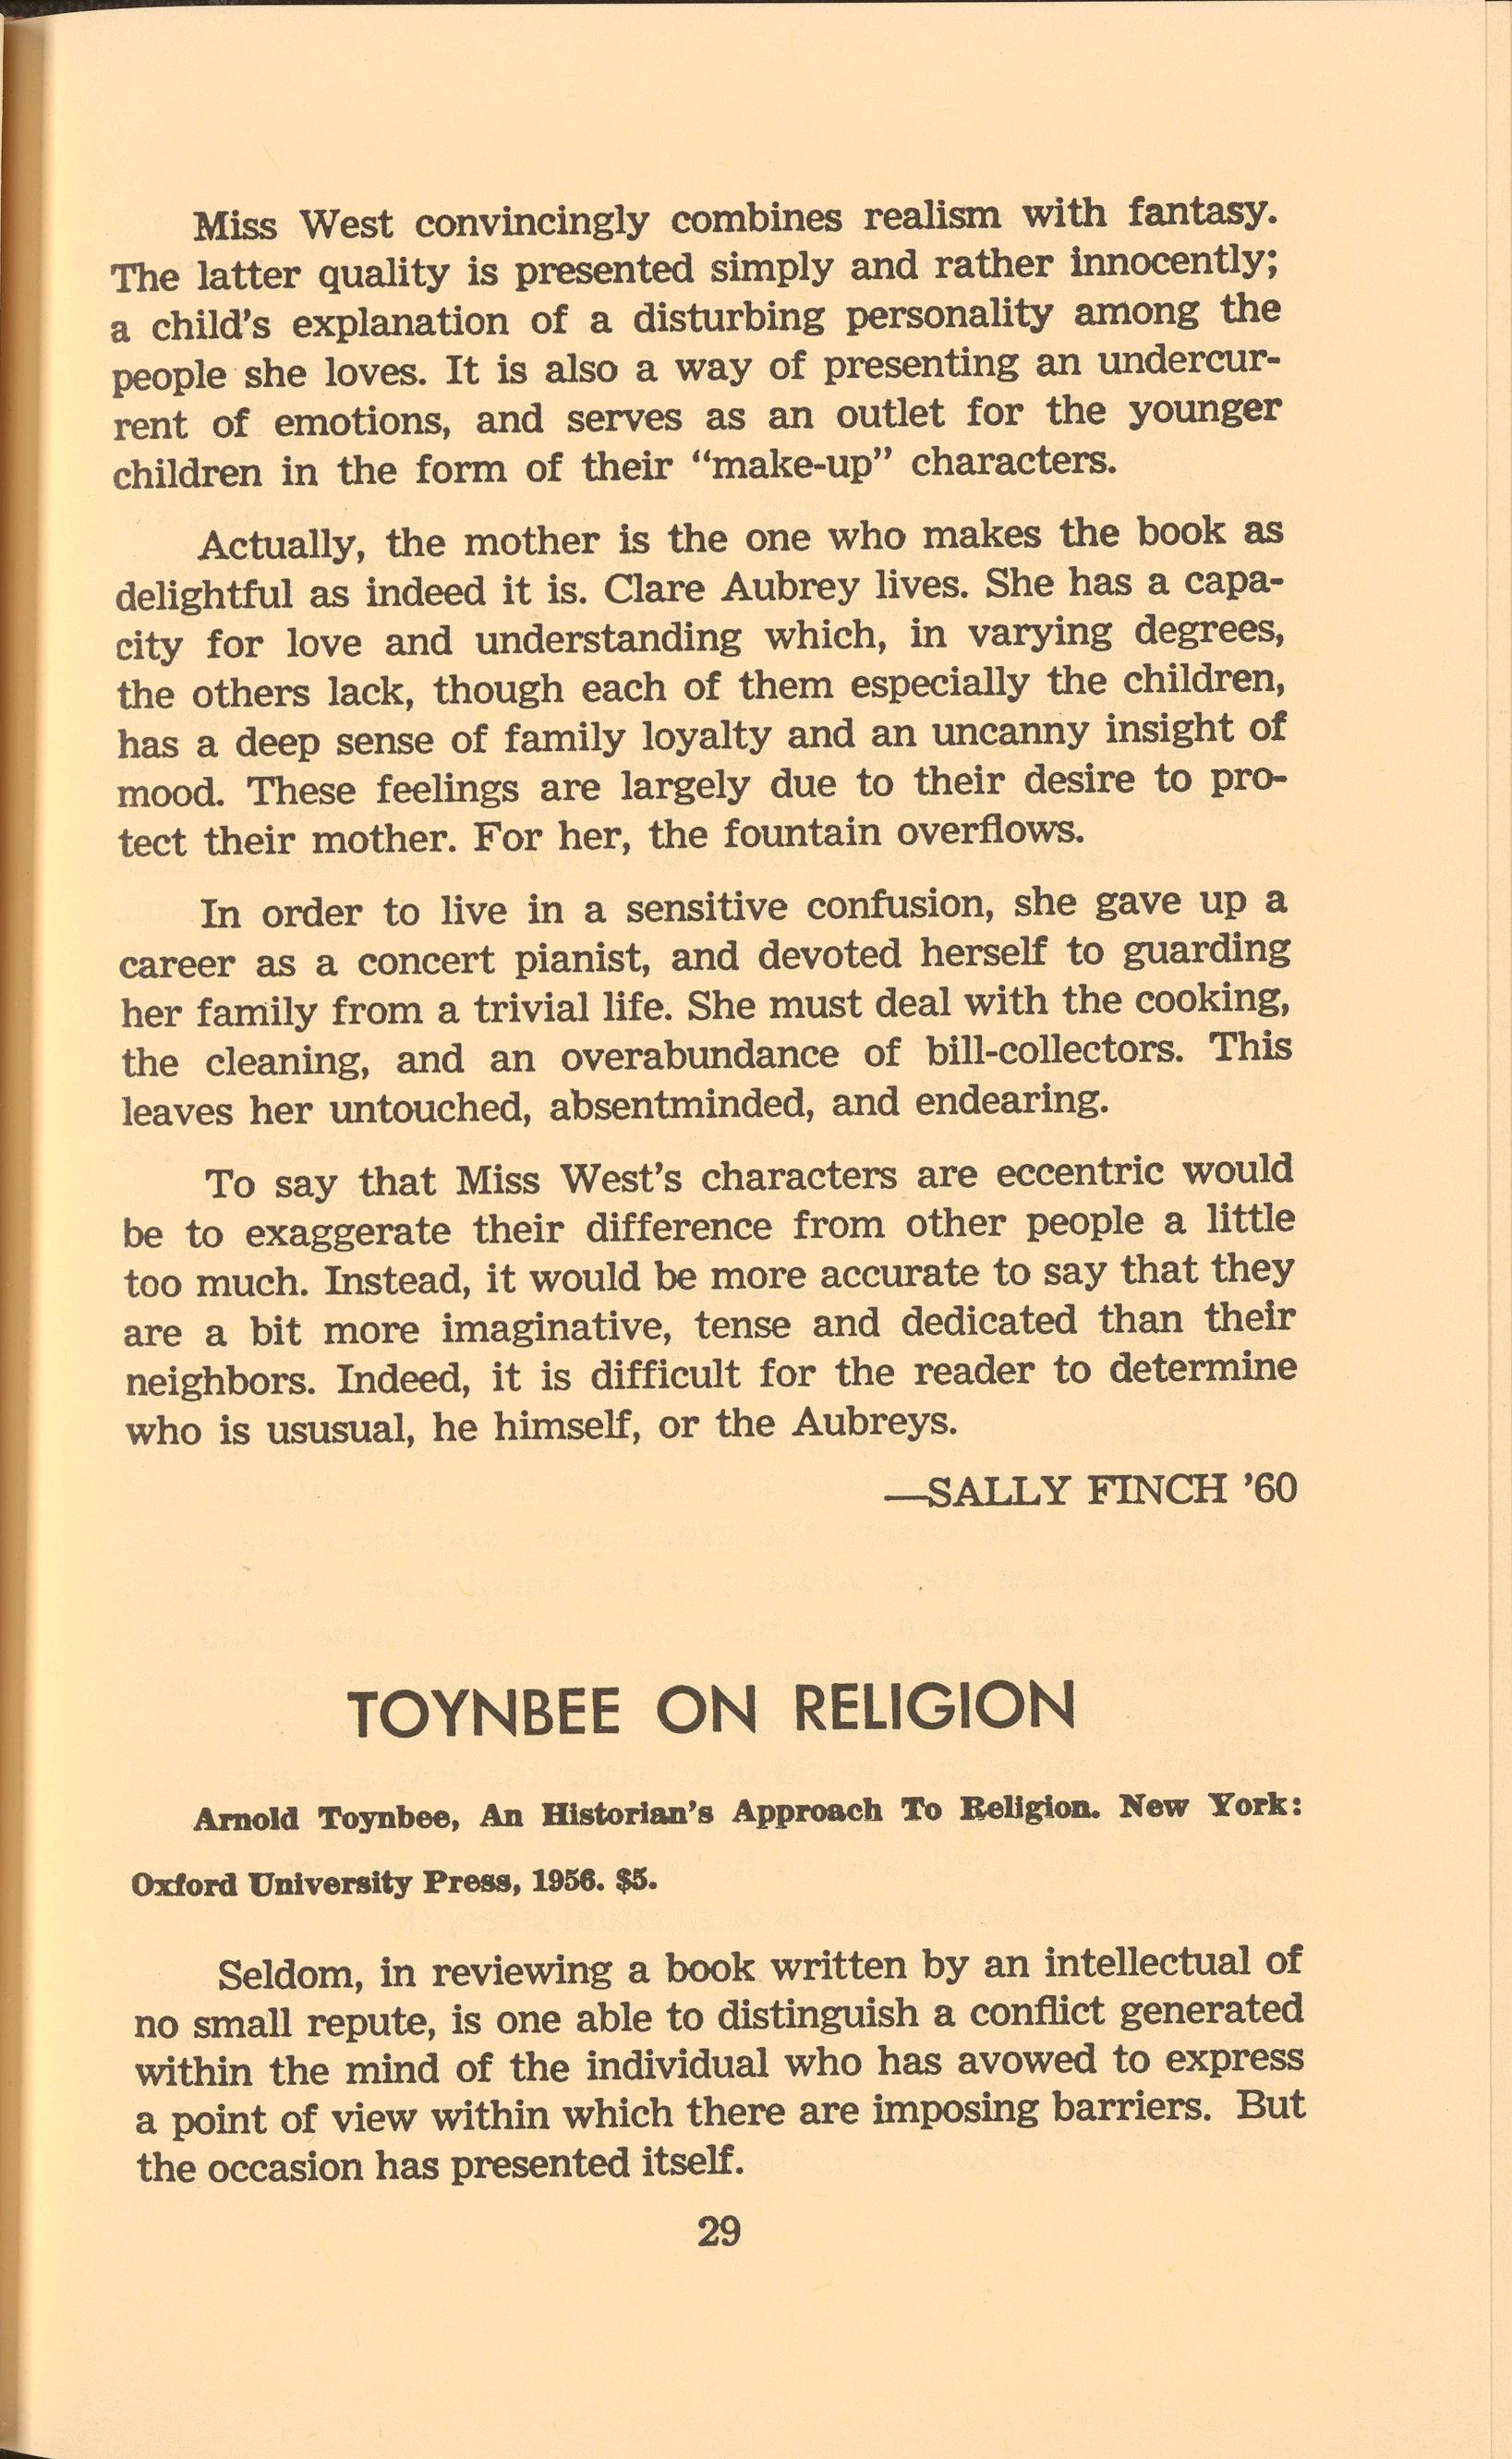 Miss West convincingly combines realism with fantasy.
The latter quality is presented simply and rather innocently;
a child's explanation of a disturbing personality among the
people she loves. It is also a way of presenting an undercur-
rent of emotions, and serves as an outlet for the younger
children in the form of their “make-up” characters.
Actually, the mother is the one who makes the book as
delightful as indeed it is. Clare Aubrey lives. She has a capa-
city for love and understanding which, in varying degrees,
the others lack, though each of them especially the children,
has a deep sense of family loyalty and an uncanny insight of
mood. These feelings are largely due to their desire to pro-
tect their mother. For her, the fountain overflows.
In order to live in a sensitive confusion, she gave up a
career as a concert pianist, and devoted herself to guarding
her family from a trivial life. She must deal with the cooking,
the cleaning, and an overabundance of bill-collectors. This
leaves her untouched, absentminded, and endearing.
To say that Miss West's characters are eccentric would
be to exaggerate their difference from other people a little
too much. Instead, it would be more accurate to say that they
are a bit more imaginative, tense and dedicated than their
neighbors. Indeed, it is difficult for the reader to determine
who is ususual, he himself, or the Aubreys.
—SALLY FINCH ’60
TOYNBEE ON RELIGION
Arnold Toynbee, An Historian's Approach To Religion. New York:
Oxford University Press, 1956. $5.
Seldom, in reviewing a book written by an intellectual of
no small repute, is one able to distinguish a conflict generated
within the mind of the individual who has avowed to express
a point of view within which there are imposing barriers. But
the occasion has presented itself.
29